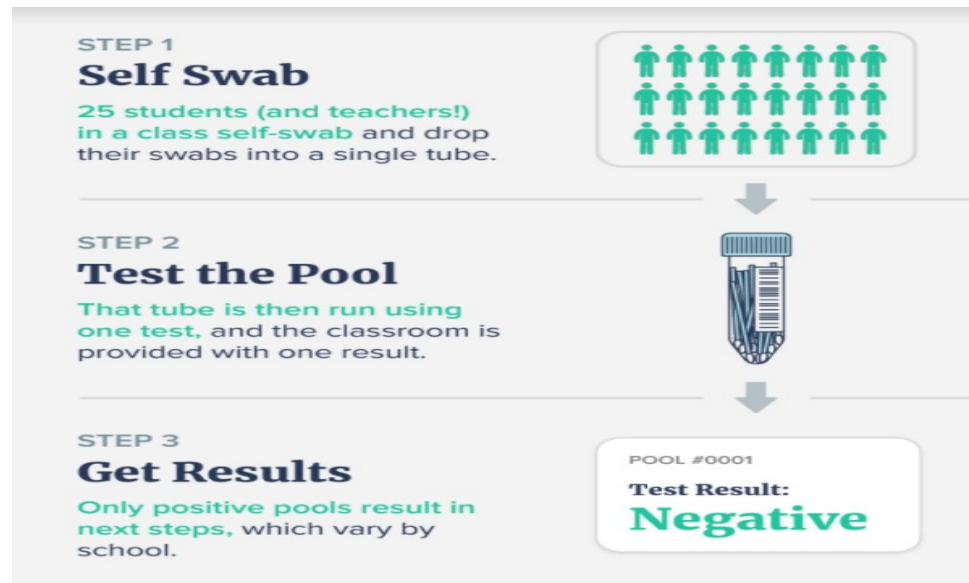 STEP 1
Self Swab
25 students (and teachers!)
in a class self-swab and drop
their swabs into a single tube.
STEP 2
Test the Pool
That tube is then run using
one test, and the classroom is
provided with one result.
STEP 3
Get Results
Only positive pools result in
next steps, which vary by
school.
POOL #0001
Test Result:
Negative